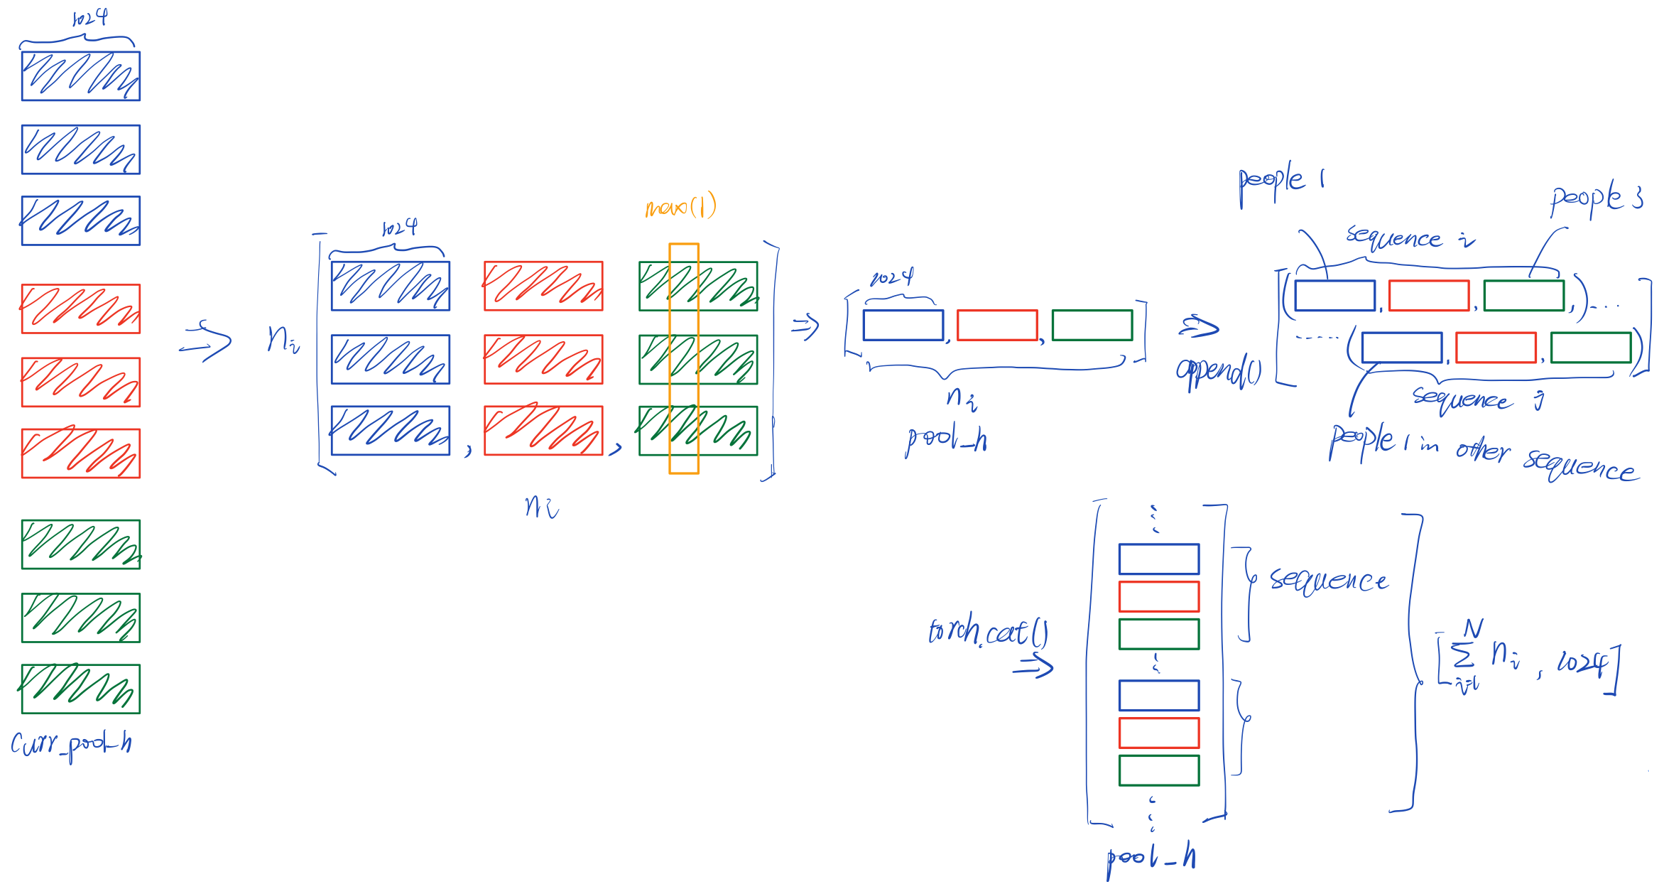 1024
curr_pool_h
⇒
n_i
1024
, ,
max(1)
n_i
⇒
1024
[ , , ]
n_i
pool_h
⇒
append()
people 1
people 3
sequence i
( , , , ) ....
..... ( , , )
sequence j
people 1 in other sequence
torch.cat()
⇒
sequence
pool_h
[∑_{i=1}^{N} n_i , 1024]